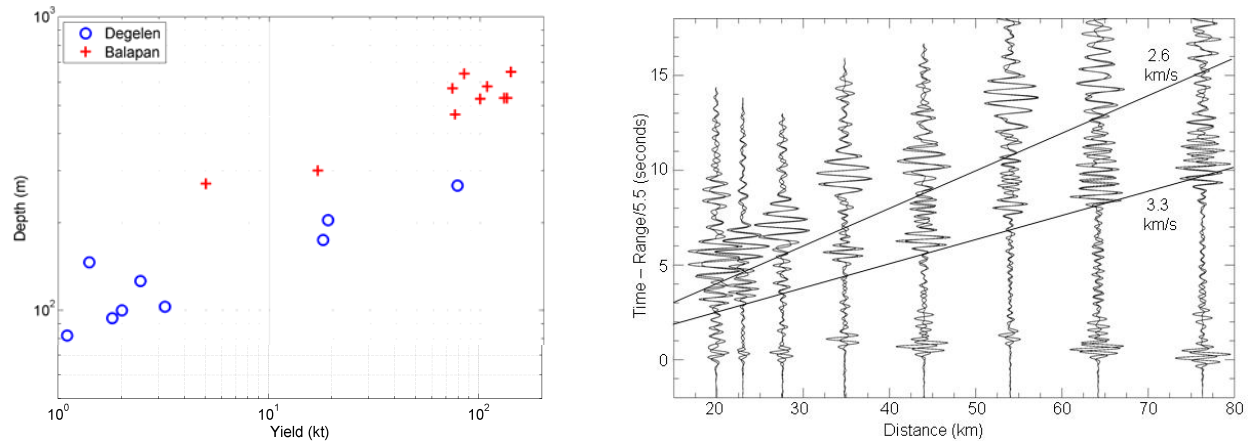 10³
Degelen
Balapan
Depth (m)
10²
10⁰
10¹
10²
Yield (kt)
2.6
km/s
3.3
km/s
Time – Range/5.5 (seconds)
15
10
5
0
20 30 40 50 60 70 80
Distance (km)